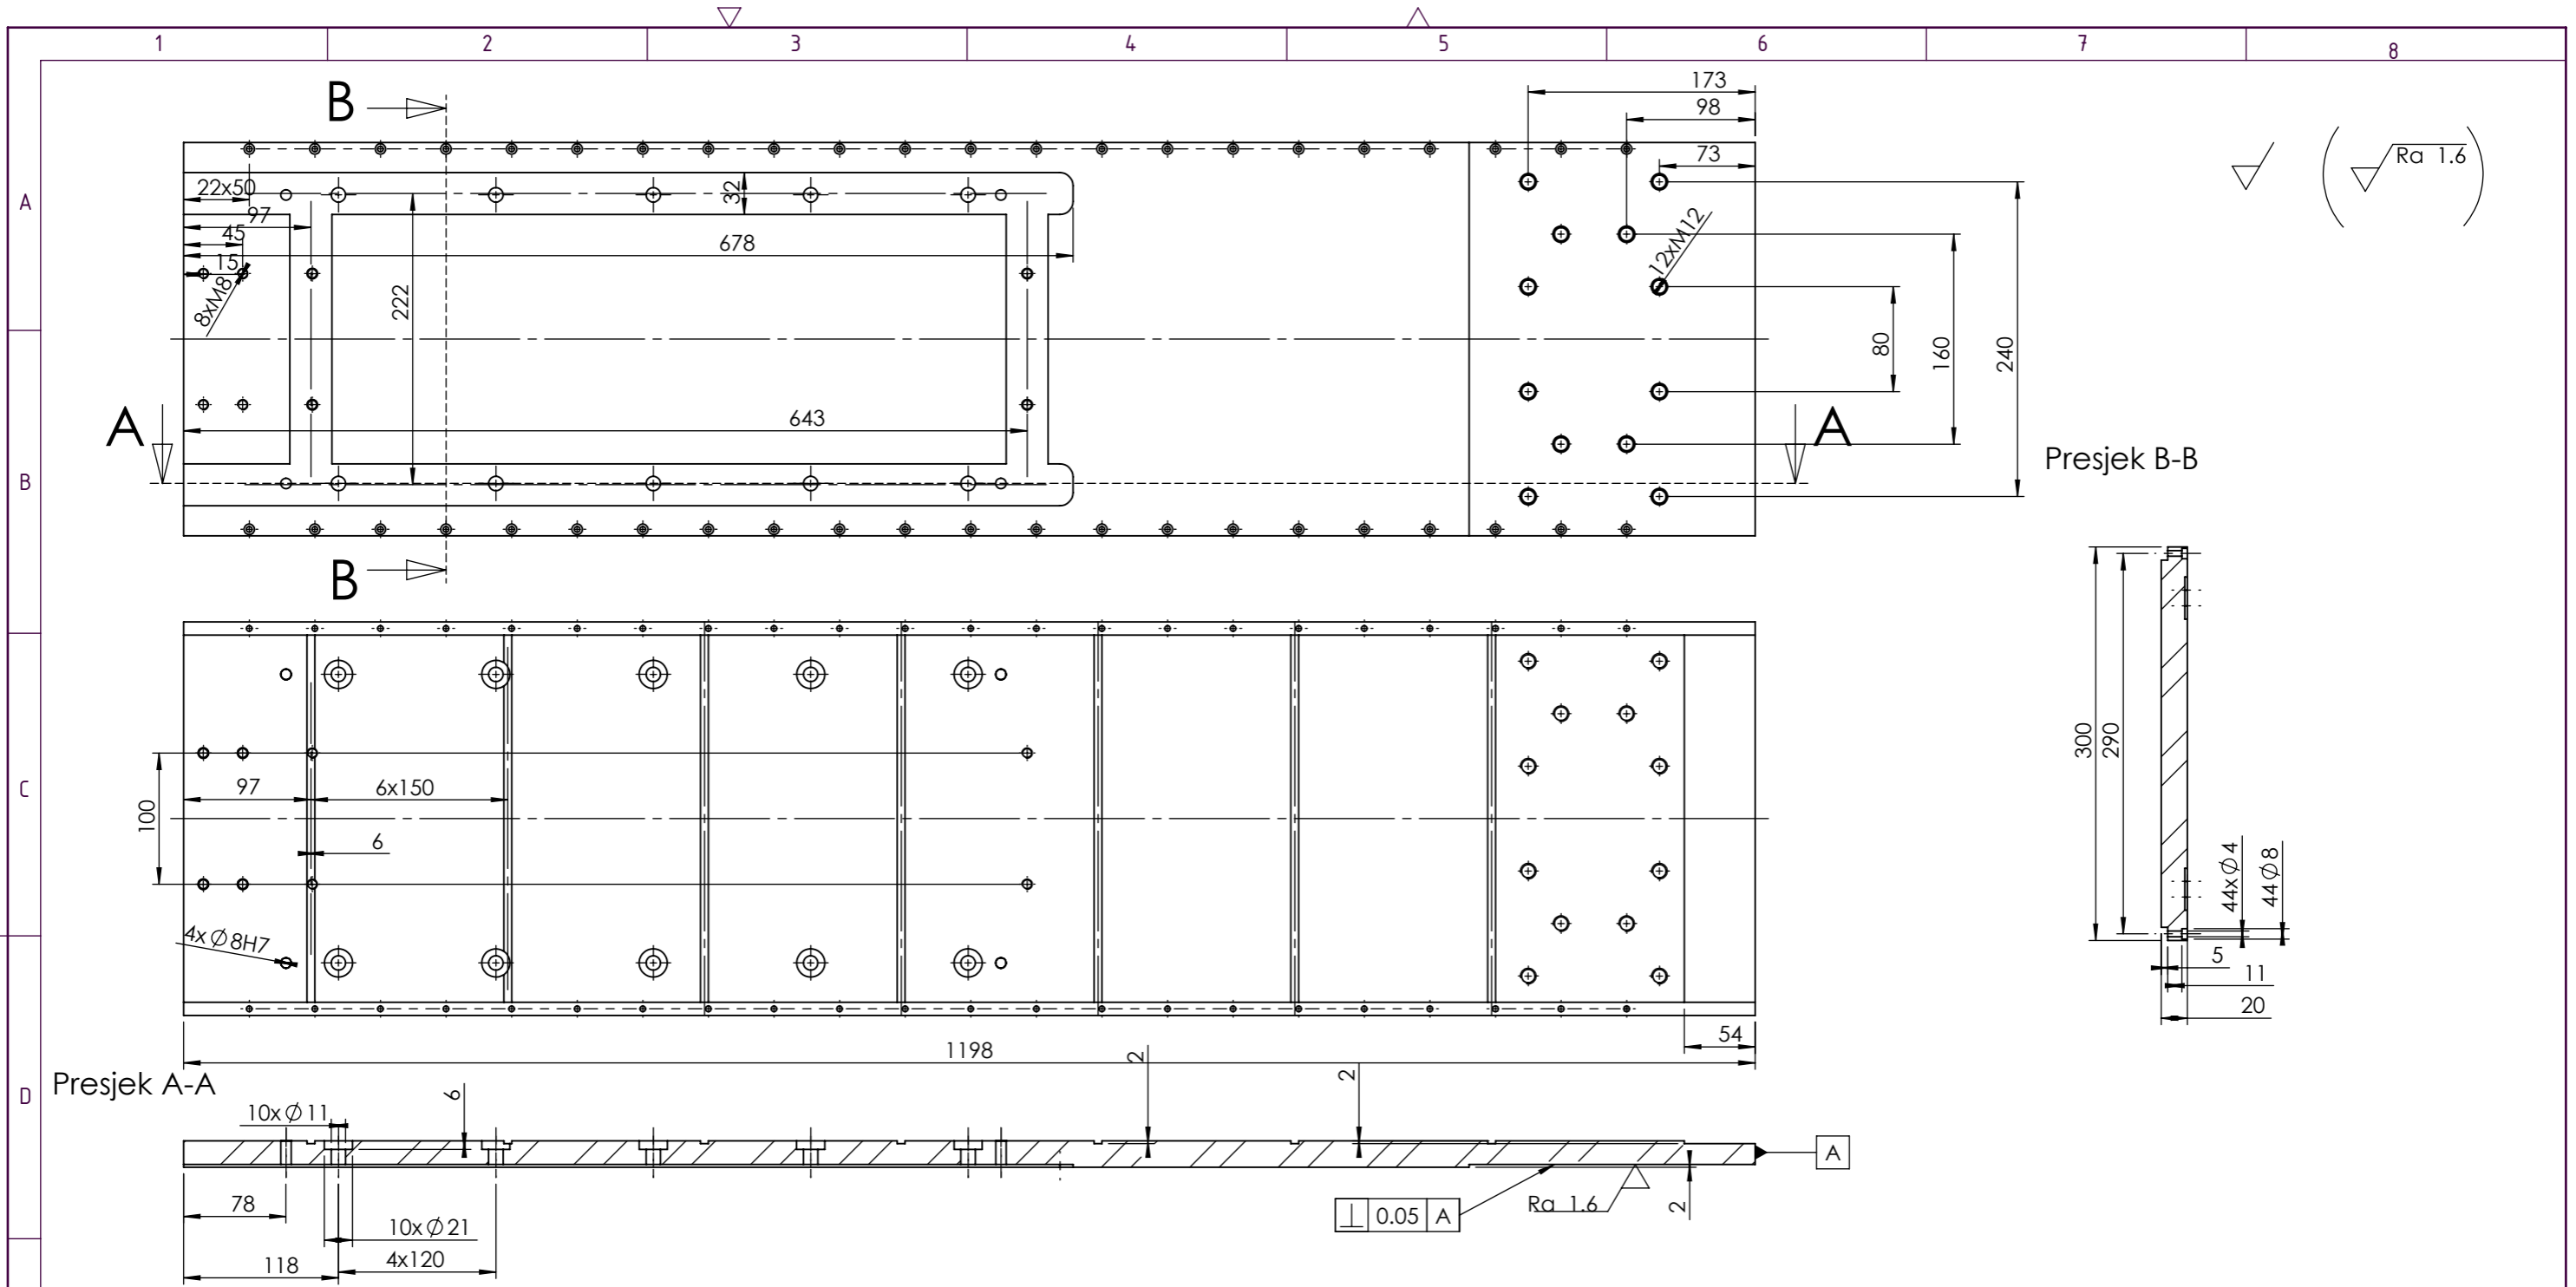 1 2 3 4 5 6 7 8
A
B
C
D
B
173
98
73
Ra 1.6
22x50
97
45
15
8xM8
32
678
222
12xM12
80
160
240
643
A
A
B
Presjek B-B
300
290
44xØ4
44Ø8
5
11
20
100
97
6x150
6
4xØ8H7
54
1198
Presjek A-A
10xØ11
6
2
2
A
78
10xØ21
118
4x120
⊥ 0.05 A
Ra 1.6
2